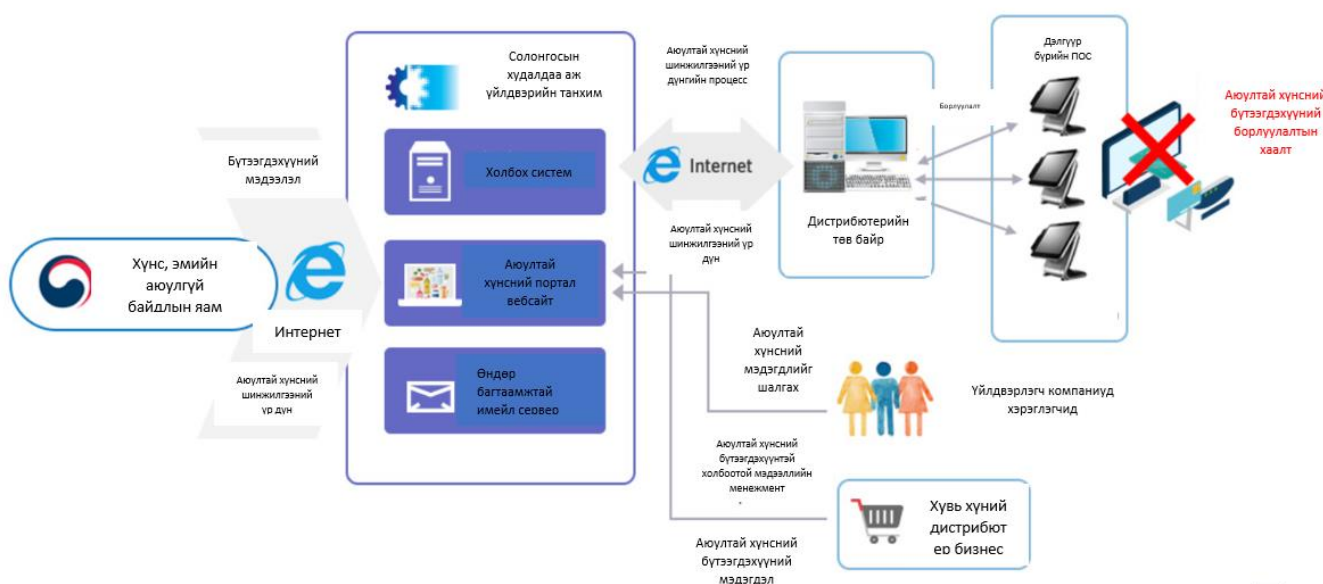 Бүтээгдэхүүний
мэдээлэл
Хүнс, эмийн
аюулгүй
байдлын яам
Интернет
Аюултай хүнсний
шинжилгээний
үр дүн
Солонгосын
худалдаа аж
үйлдвэрийн танхим
Холбох систем
Аюултай
хүнсний портал
вебсайт
Өндөр
багтаамжтай
имейл сервер
Аюултай хүнсний
шинжилгээний үр
дүнгийн процесс
Internet
Аюултай хүнсний
шинжилгээний үр
дүн
Дистрибютерийн
төв байр
Борлуулалт
Дэлгүүр
бүрийн ПОС
Аюултай хүнсний
бүтээгдэхүүний
борлуулалтын
хаалт
Аюултай
хүнсний
мэдэгдлийг
шалгах
Үйлдвэрлэгч компаниуд
хэрэглэгчид
Аюултай хүнсний
бүтээгдэхүүнтэй
холбоотой мэдээллийн
менежмент
Хувь хүний
дистрибют
ер бизнес
Аюултай хүнсний
бүтээгдэхүүний
мэдэгдэл